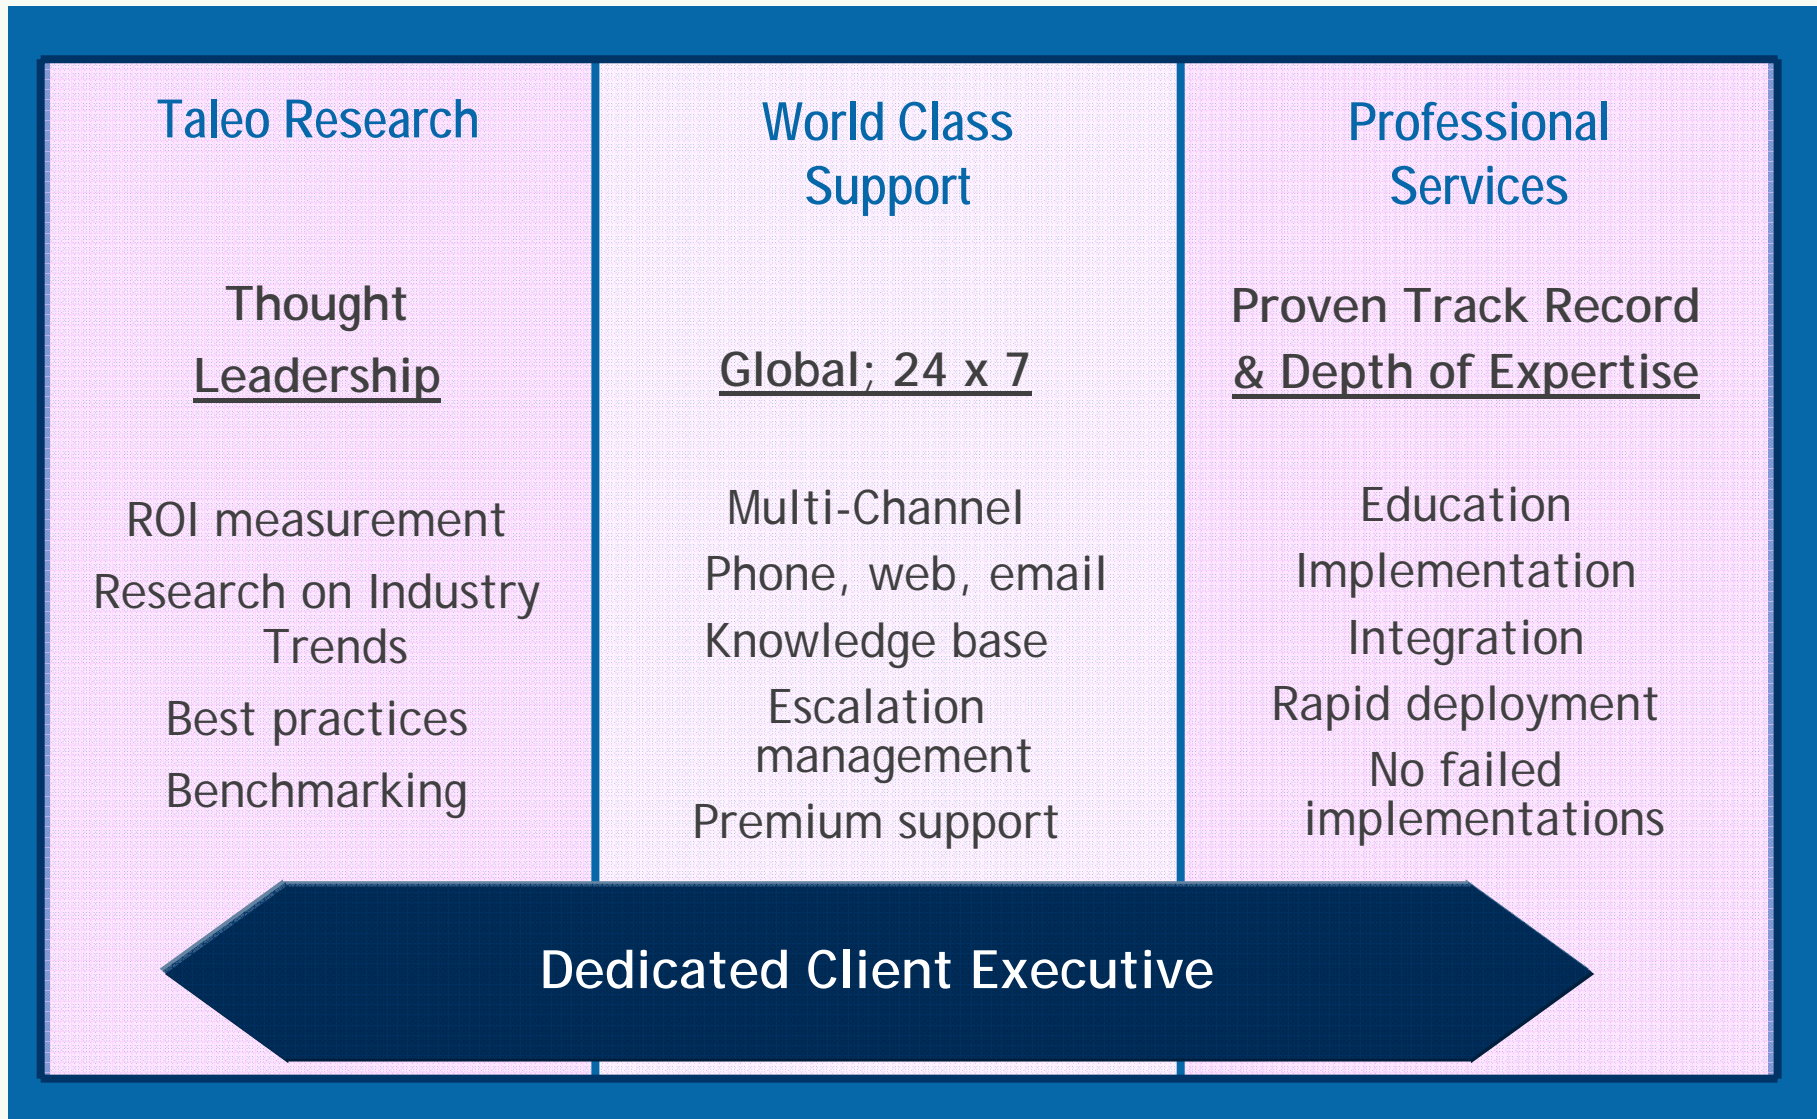 Taleo Research
Thought
Leadership
ROI measurement
Research on Industry
Trends
Best practices
Benchmarking
World Class
Support
Global; 24 x 7
Multi-Channel
Phone, web, email
Knowledge base
Escalation
management
Premium support
Professional
Services
Proven Track Record
& Depth of Expertise
Education
Implementation
Integration
Rapid deployment
No failed
implementations
Dedicated Client Executive